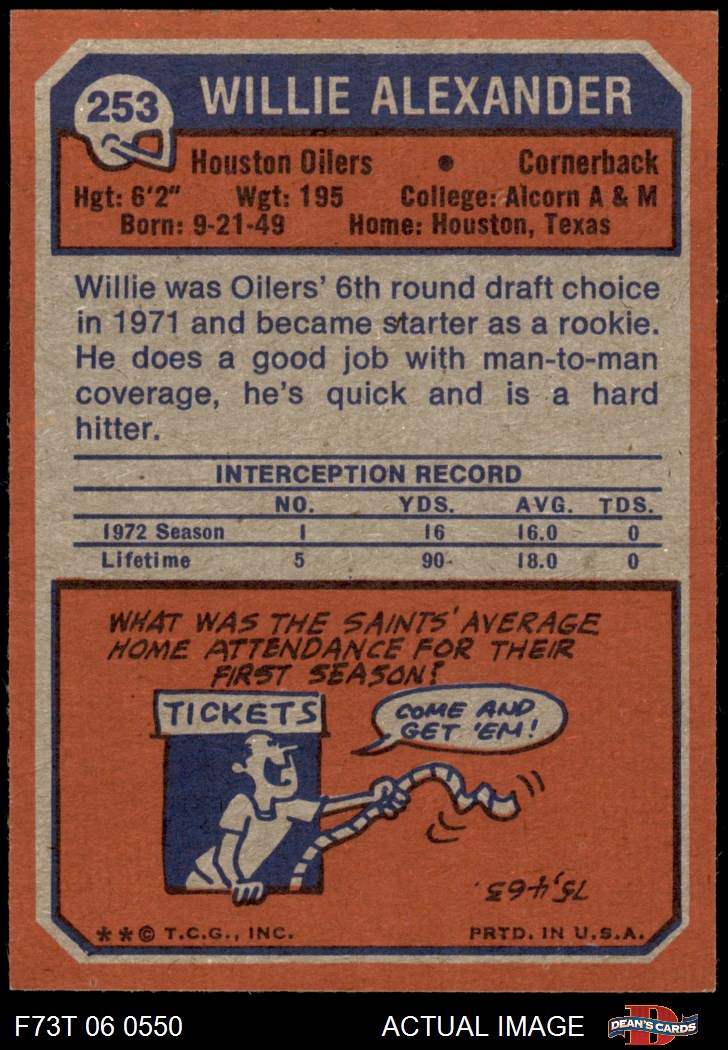 253
WILLIE ALEXANDER
Houston Oilers • Cornerback
Hgt: 6'2" Wgt: 195 College: Alcorn A & M
Born: 9-21-49 Home: Houston, Texas
Willie was Oilers' 6th round draft choice
in 1971 and became starter as a rookie.
He does a good job with man-to-man
coverage, he's quick and is a hard
hitter.
INTERCEPTION RECORD
NO. YDS. AVG. TDS.
1972 Season 1 16 16.0 0
Lifetime 5 90 18.0 0
WHAT WAS THE SAINTS' AVERAGE
HOME ATTENDANCE FOR THEIR
FIRST SEASON?
TICKETS
COME AND
GET 'EM!
75,463.
**© T.C.G., INC. PRTD. IN U.S.A.
F73T 06 0550 ACTUAL IMAGE
D
DEAN'S CARDS